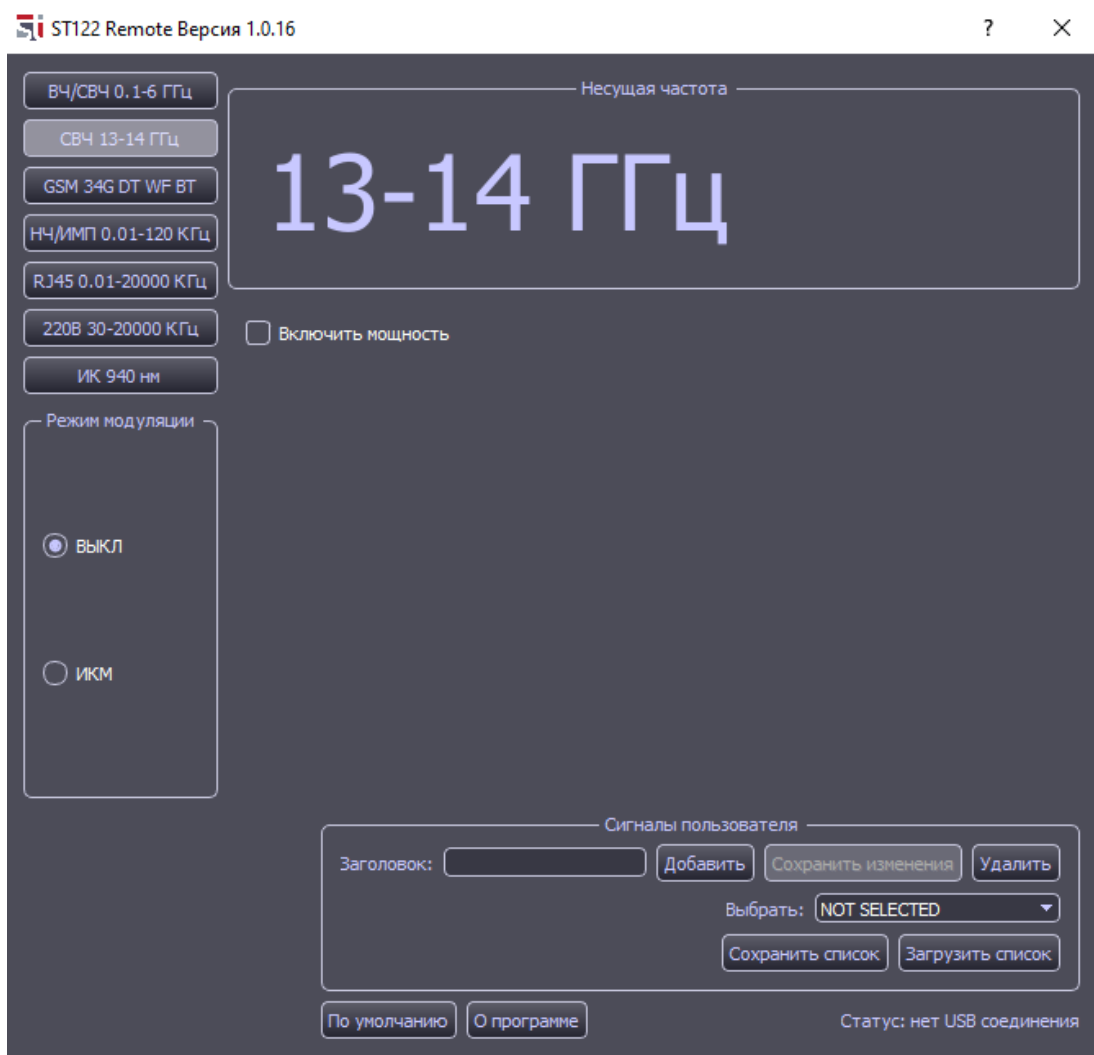 ST122 Remote Версия 1.0.16
ВЧ/СВЧ 0.1-6 ГГц
СВЧ 13-14 ГГц
GSM 34G DT WF BT
НЧ/ИМП 0.01-120 КГц
RJ45 0.01-20000 КГц
220В 30-20000 КГц
ИК 940 нм
Несущая частота
13-14 ГГц
Включить мощность
Режим модуляции
ВЫКЛ
ИКМ
Сигналы пользователя
Заголовок: Добавить Сохранить изменения Удалить
Выбрать: NOT SELECTED
Сохранить список Загрузить список
По умолчанию О программе Статус: нет USB соединения